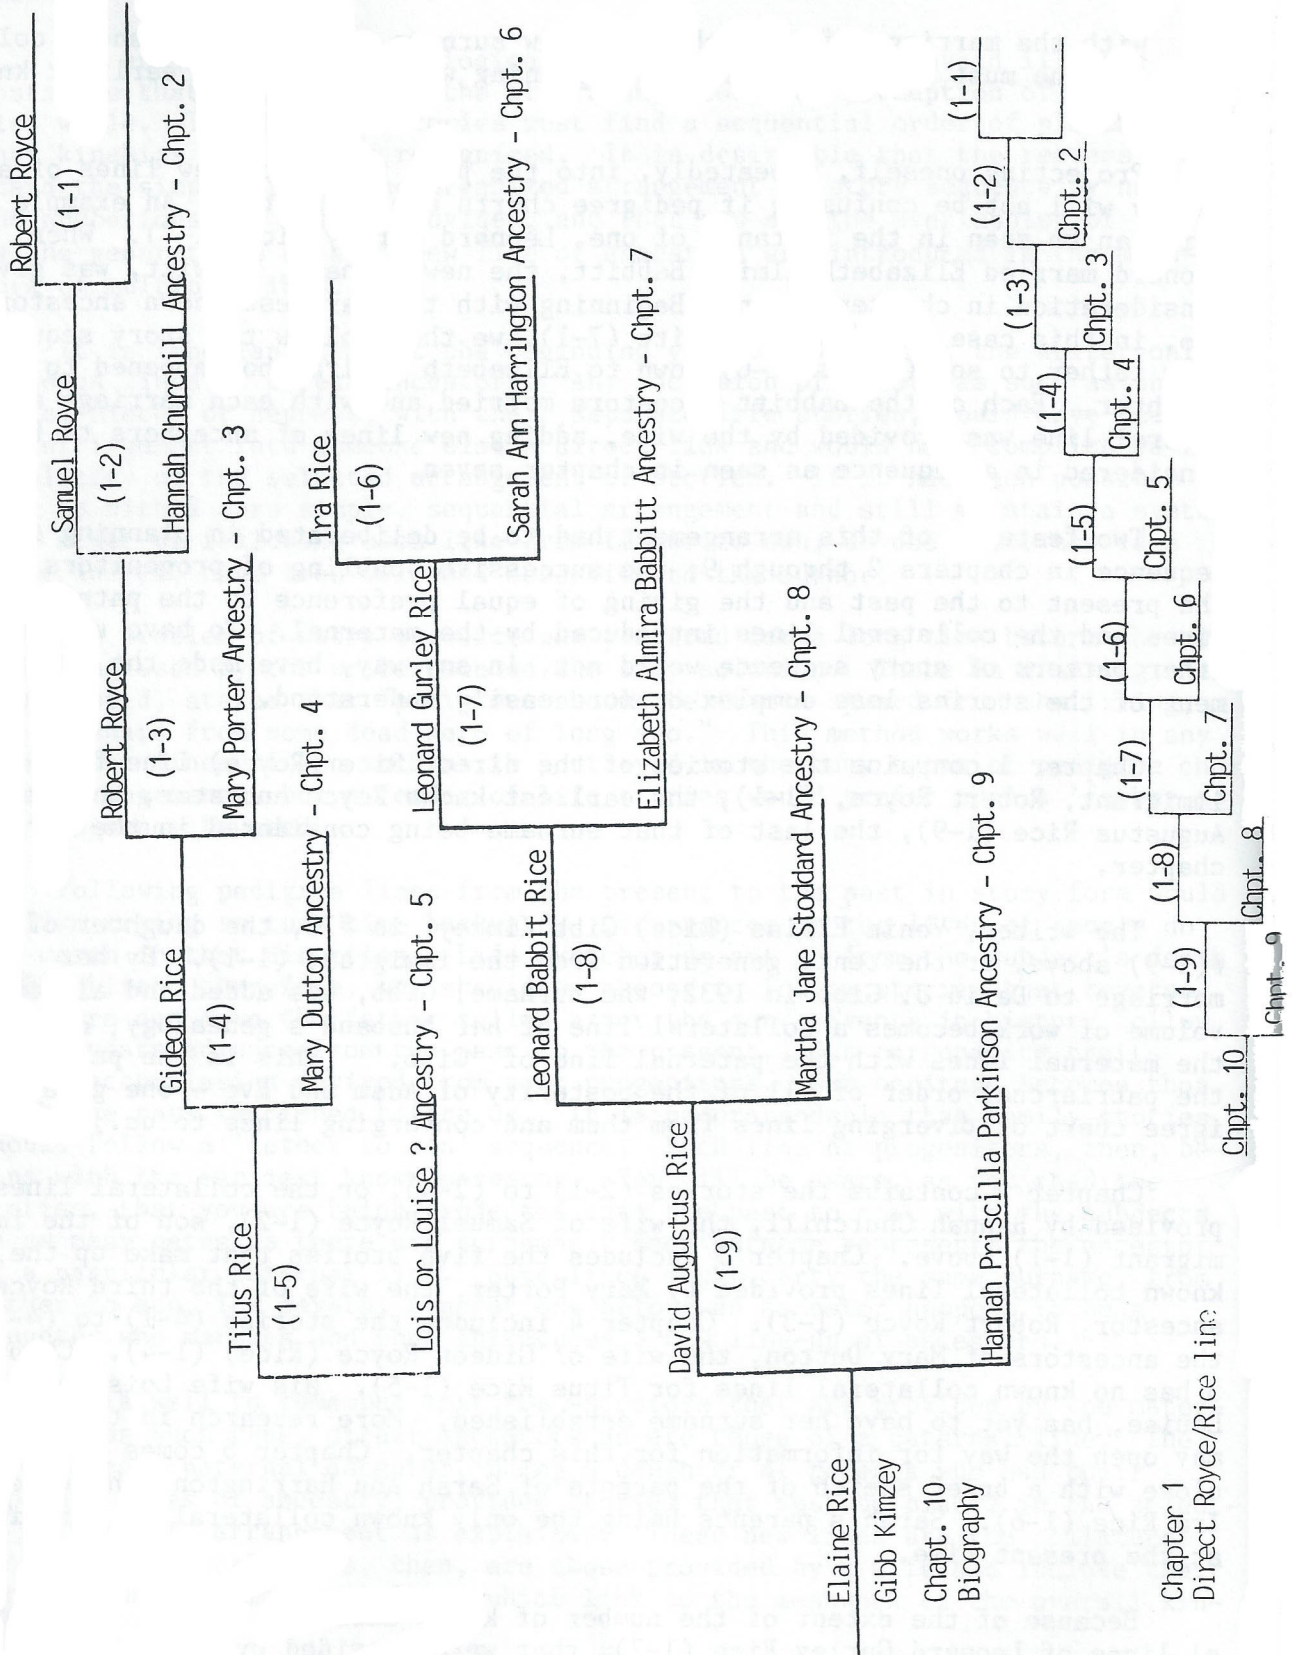 Robert Royce
(1-1)
Samuel Royce
(1-2)
Hannah Churchill Ancestry - Chpt. 2
Robert Royce
(1-3)
Mary Porter Ancestry - Chpt. 3
Gideon Rice
(1-4)
Mary Dutton Ancestry - Chpt. 4
Titus Rice
(1-5)
Lois or Louise ? Ancestry - Chpt. 5
Ira Rice
(1-6)
Sarah Ann Harrington Ancestry - Chpt. 6
Leonard Gurley Rice
(1-7)
Elizabeth Almira Babbitt Ancestry - Chpt. 7
Leonard Babbit Rice
(1-8)
Martha Jane Stoddard Ancestry - Chpt. 8
David Augustus Rice
(1-9)
Hannah Priscilla Parkinson Ancestry - Chpt. 9
Elaine Rice
Gibb Kimzey
Chapt. 10
Biography
Chapter 1
Direct Royce/Rice line
(1-1)
(1-2)
Chpt. 2
(1-3)
Chpt. 3
(1-4)
Chpt. 4
(1-5)
Chpt. 5
(1-6)
Chpt. 6
(1-7)
Chpt. 7
(1-8)
Chpt. 8
(1-9)
Chpt. 9
Chpt. 10